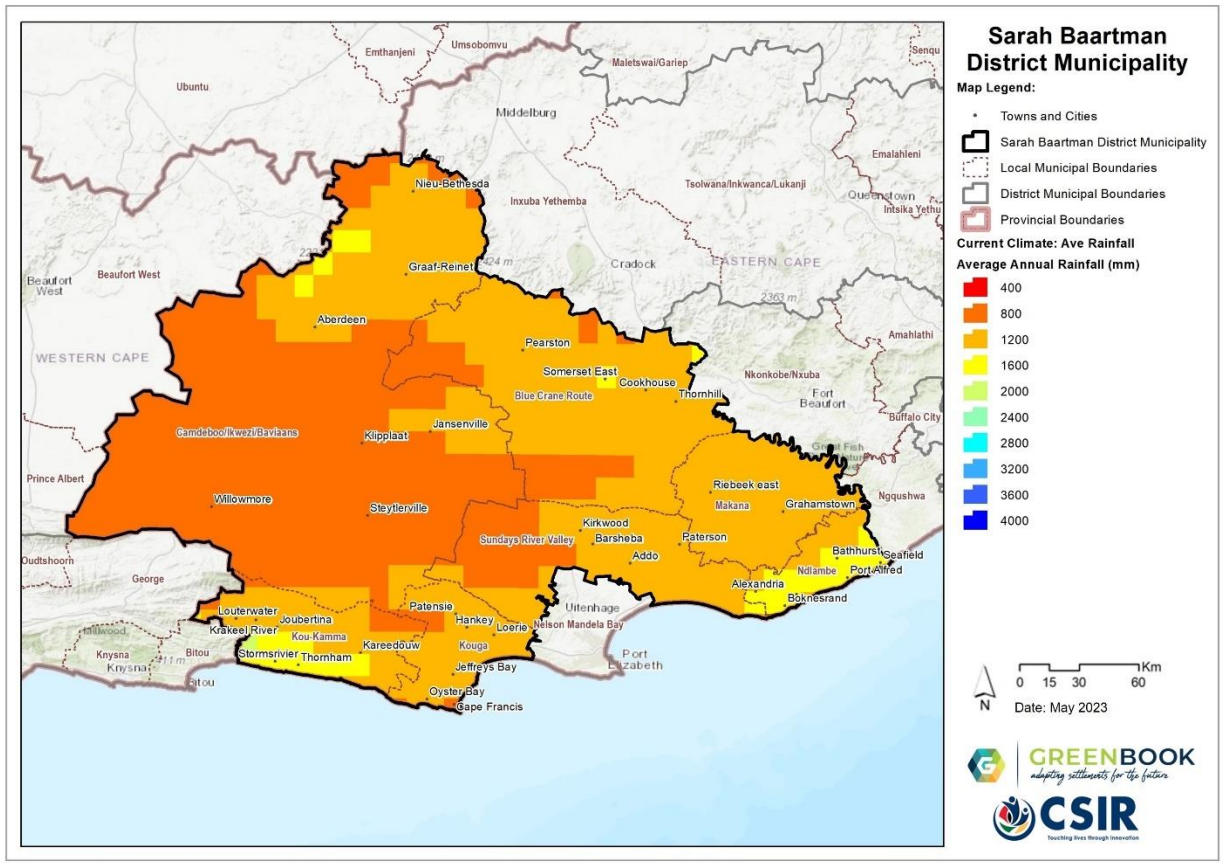 Sarah Baartman
District Municipality
Map Legend:
Towns and Cities
Sarah Baartman District Municipality
Local Municipal Boundaries
District Municipal Boundaries
Provincial Boundaries
Current Climate: Ave Rainfall
Average Annual Rainfall (mm)
400
800
1200
1600
2000
2400
2800
3200
3600
4000
Km
0 15 30 60
N
Date: May 2023
G
GREENBOOK
adapting settlements for the future
CSIR
Touching lives through innovation
Umsobomvu
Emthanjeni
Senqu
Maletswai/Gariep
Ubuntu
Middelburg
Emalahleni
Nieu-Bethesda
Tsolwana/Inkwanca/Lukanji
Queenstown
Inxuba Yethemba
Intsika Yethu
424 m
Cradock
EASTERN CAPE
Graaf-Reinet
Beaufort West
Beaufort
West
2363 m
Aberdeen
Amahlathi
Pearston
WESTERN CAPE
Somerset East
Cookhouse
Nkonkobe/Nxuba
Blue Crane Route
Thornhill
Fort
Beaufort
Buffalo City
Jansenville
Camdeboo/Ikwezi/Baviaans
Klipplaat
Great Fish
Prince Albert
Riebeek east
Willowmore
Makana
Grahamstown
Ngqushwa
Steytlerville
Kirkwood
Sundays River Valley
Barsheba
Paterson
Addo
Bathhurst
Seafield
Oudtshoorn
Ndlambe
Port Alfred
George
Alexandria
Boknesrand
Louterwater
Joubertina
Patensie
Uitenhage
Hankey
Nelson Mandela Bay
Krakeel River
Loerie
Kou-Kamma
Kareedouw
Kouga
Port
Elizabeth
Bitou
Stormsrivier
Thornham
Knysna
Knysna
Jeffreys Bay
Bitou
Oyster Bay
Cape Francis